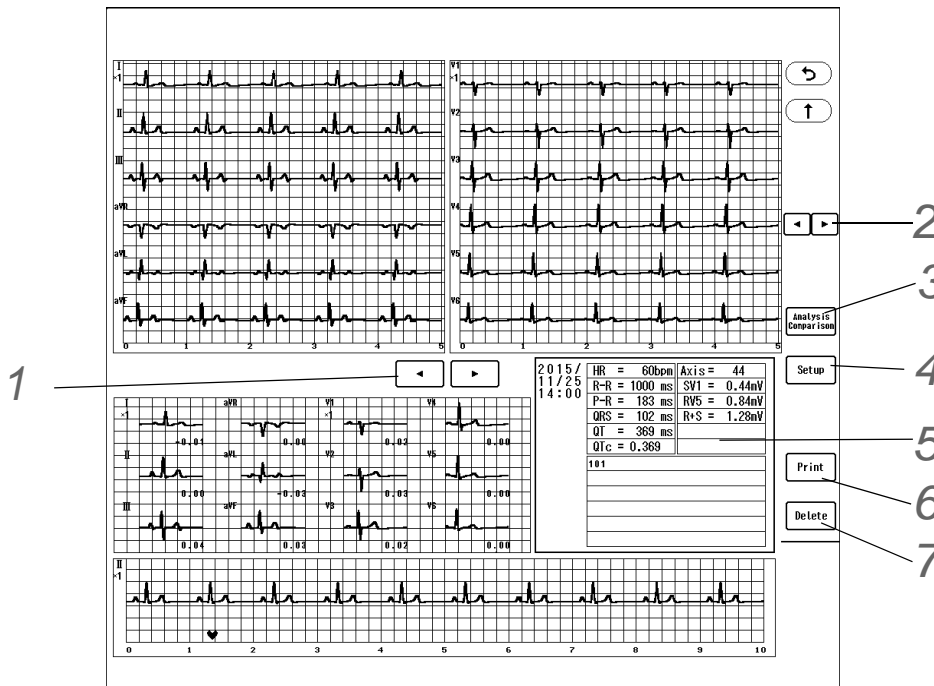 I
×1
II
III
aVR
aVL
aVF
0 1 2 3 4 5
V1
×1
V2
V3
V4
V5
V6
0 1 2 3 4 5
2
Analysis
Comparison
3
Setup
4
1
2015/
11/25
14:00
HR = 60bpm
R-R = 1000 ms
P-R = 183 ms
QRS = 102 ms
QT = 369 ms
QTc = 0.369
Axis = 44
SV1 = 0.44mV
RV5 = 0.84mV
R+S = 1.28mV
5
101
Print
6
Delete
7
I aVR V1 V4
×1 ×1
-0.01 0.00 0.02 0.00
II aVL V2 V5
0.00 -0.03 0.03 0.00
III aVF V3 V6
0.04 0.03 0.02 0.00
II
×1
0 1 2 3 4 5 6 7 8 9 10